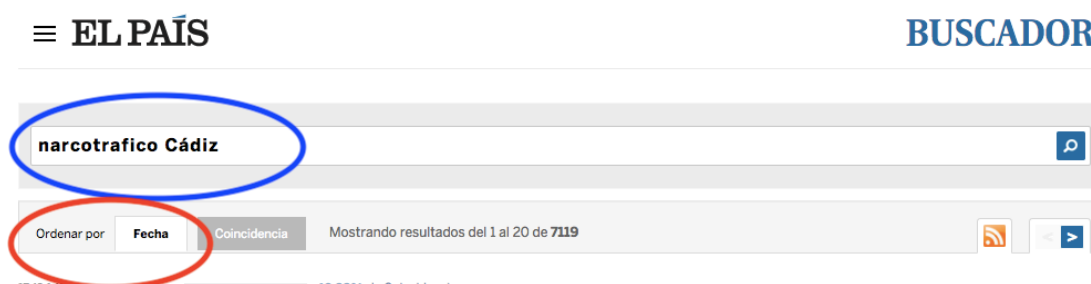 EL PAÍS BUSCADOR
narcotrafico Cádiz
Ordenar por Fecha Coincidencia Mostrando resultados del 1 al 20 de 7119